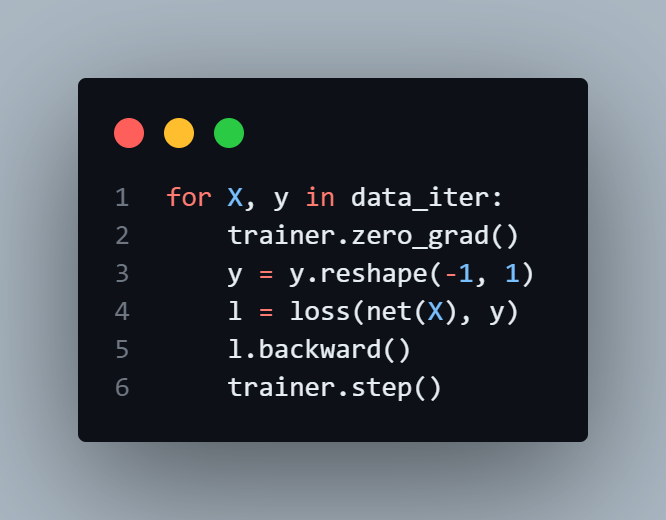 1 for X, y in data_iter:
2     trainer.zero_grad()
3     y = y.reshape(-1, 1)
4     l = loss(net(X), y)
5     l.backward()
6     trainer.step()